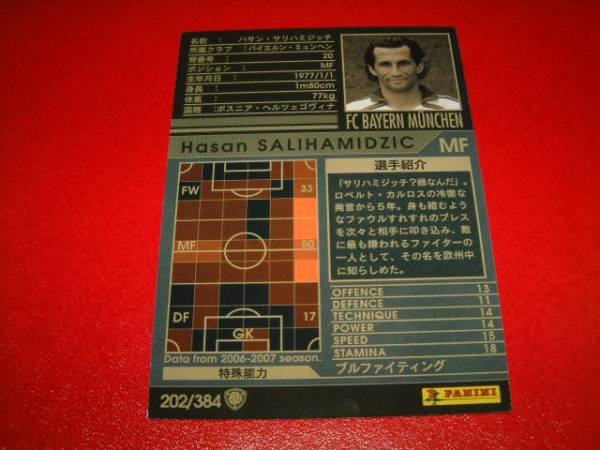 名称 : ハサン・サリハミジッチ
所属クラブ : バイエルン・ミュンヘン
背番号 : 20
ポジション : MF
生年月日 : 1977/1/1
身長 : 1m80cm
体重 : 77kg
国籍 : ボスニア・ヘルツェゴヴィナ
FC BAYERN MÜNCHEN
Hasan SALIHAMIDZIC MF
FW 33
MF 50
DF 17
GK
Data from 2006-2007 season.
選手紹介
「サリハミジッチ?誰なんだ」。
ロベルト・カルロスの冷徹な
発言から5年。身も縮むよう
なファウルすれすれのプレス
を次々と相手に叩き込み、敵
に最も嫌われるファイターの
一人として、その名を欧州中
に知らしめた。
OFFENCE 13
DEFENCE 11
TECHNIQUE 14
POWER 14
SPEED 15
STAMINA 18
特殊能力 ブルファイティング
202/384
PANINI